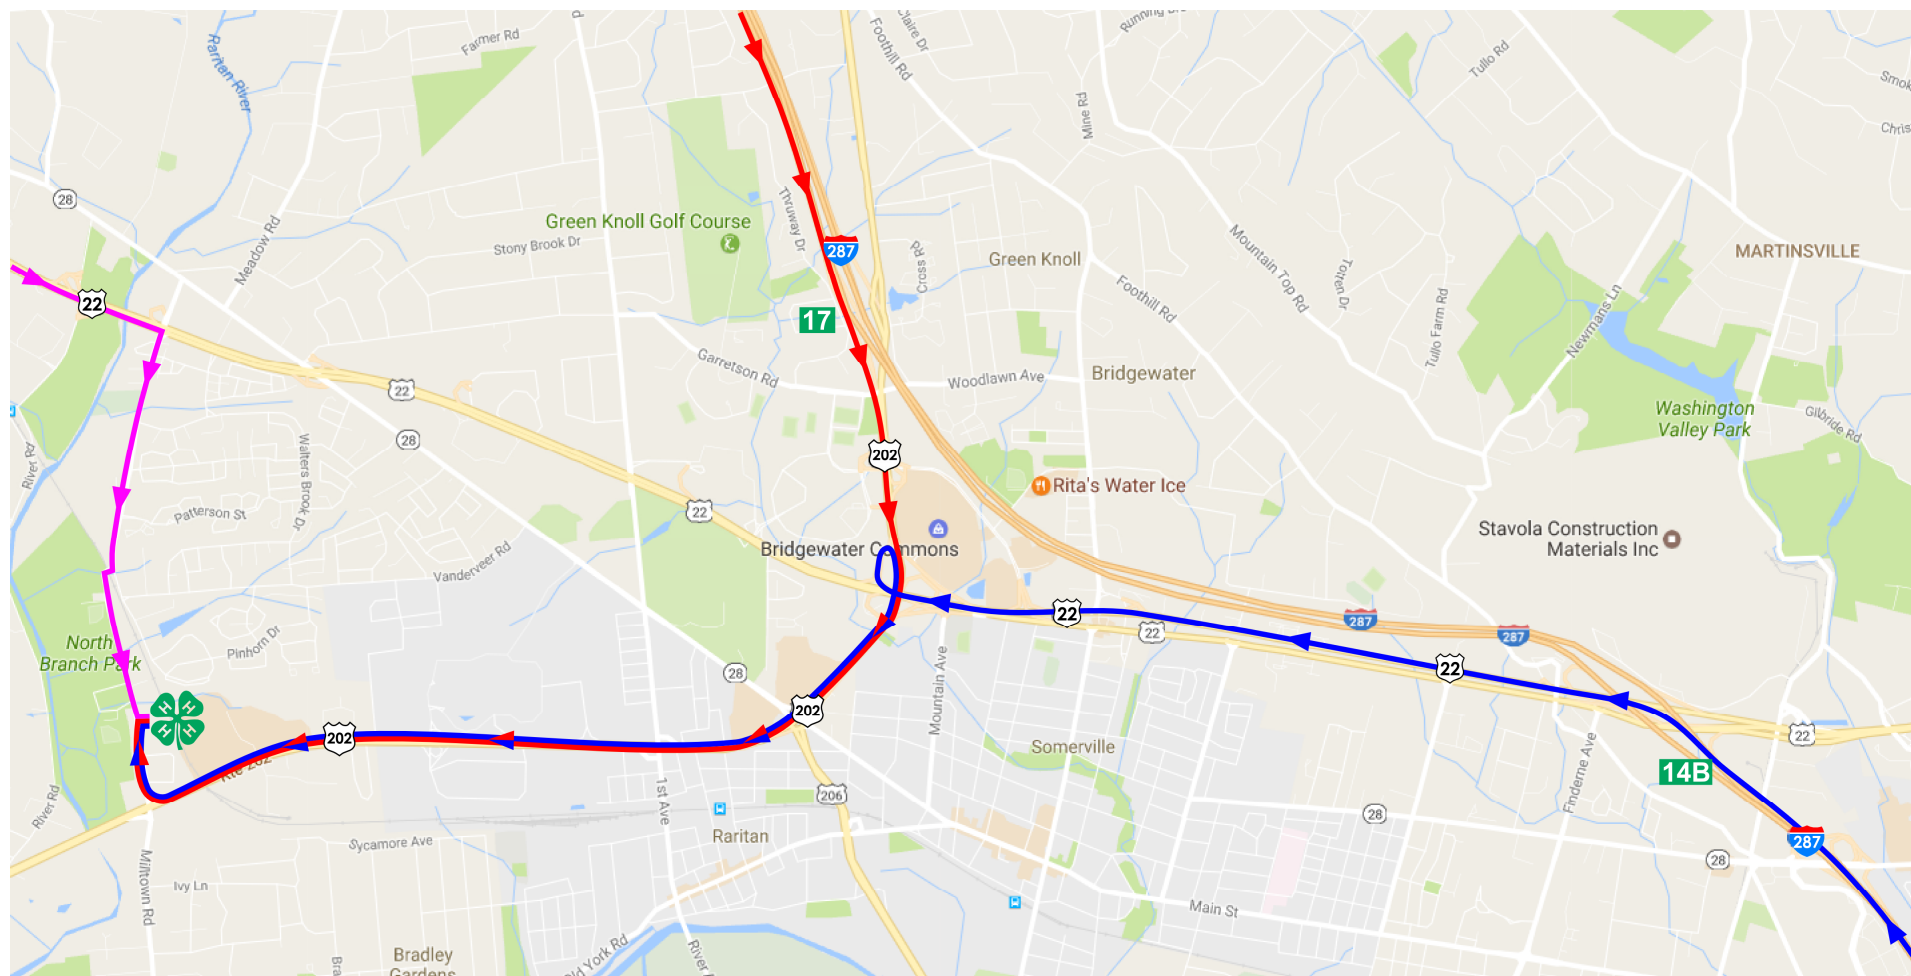 Raritan River
Farmer Rd
Foothill Rd
Claire Dr
Mine Rd
Tullo Rd
28
Meadow Rd
Green Knoll Golf Course
Stony Brook Dr
Thruway Dr
287
Cross Rd
Green Knoll
Mountain Top Rd
Totten Dr
MARTINSVILLE
22
17
Foothill Rd
Newmans Ln
Tullo Farm Rd
Garretson Rd
Woodlawn Ave
Bridgewater
22
Washington
Valley Park
Gilbride Rd
28
River Rd
Walters Brook Dr
202
Rita's Water Ice
Patterson St
22
Stavola Construction
Materials Inc
Bridgewater Commons
Vanderveer Rd
22
22
287
287
North
Branch Park
Pinhorn Dr
28
Mountain Ave
22
H H
H H
202
202
22
Somerville
Finderne Ave
14B
Rte 202
River Rd
1st Ave
206
28
287
Raritan
Sycamore Ave
28
Milltown Rd
Ivy Ln
Main St
Bradley
Gardens
Old York Rd
River